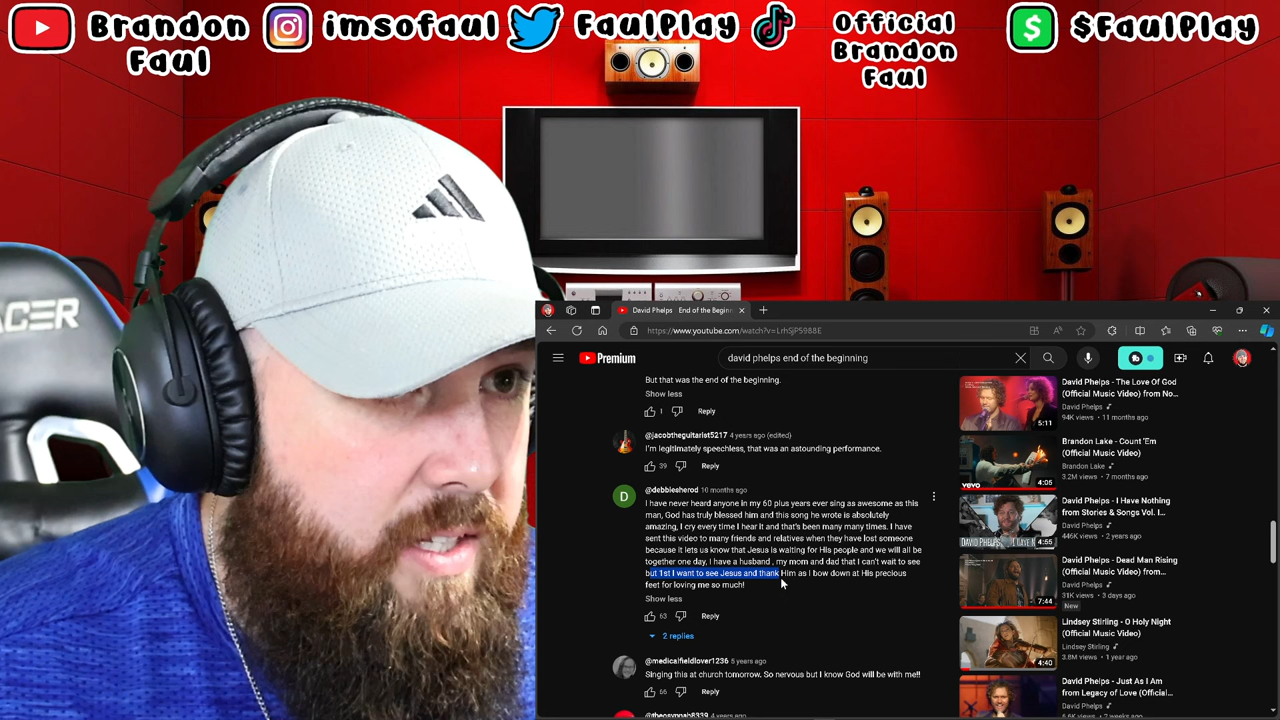 Brandon
Faul
imsofaul
FaulPlay
Official
Brandon
Faul
$FaulPlay
ACER
David Phelps End of the Beginn
https://www.youtube.com/watch?v=LrhSjP5988E
Premium
david phelps end of the beginning
But that was the end of the beginning.
Show less
1
Reply
@jacobtheguitarist5217 4 years ago (edited)
I'm legitimately speechless, that was an astounding performance.
39
Reply
D
@debbiesherod 10 months ago
I have never heard anyone in my 60 plus years ever sing as awesome as this
man, God has truly blessed him and this song he wrote is absolutely
amazing, I cry every time I hear it and that's been many many times. I have
sent this video to many friends and relatives when they have lost someone
because it lets us know that Jesus is waiting for His people and we will all be
together one day, I have a husband , my mom and dad that I can't wait to see
but 1st I want to see Jesus and thank Him as I bow down at His precious
feet for loving me so much!
Show less
63
Reply
2 replies
@medicalfieldlover1236 5 years ago
Singing this at church tomorrow. So nervous but I know God will be with me!!
66
Reply
@theosynnah8339 4 years ago
5:11
David Phelps - The Love Of God
(Official Music Video) from No...
David Phelps
94K views • 11 months ago
vevo
4:05
Brandon Lake - Count 'Em
(Official Music Video)
Brandon Lake
3.2M views • 7 months ago
DAVID PHELPS
4:55
David Phelps - I Have Nothing
from Stories & Songs Vol. I...
David Phelps
446K views • 2 years ago
7:44
David Phelps - Dead Man Rising
(Official Music Video) from...
David Phelps
31K views • 3 days ago
New
4:40
Lindsey Stirling - O Holy Night
(Official Music Video)
Lindsey Stirling
3.8M views • 1 year ago
David Phelps - Just As I Am
from Legacy of Love (Official...
David Phelps